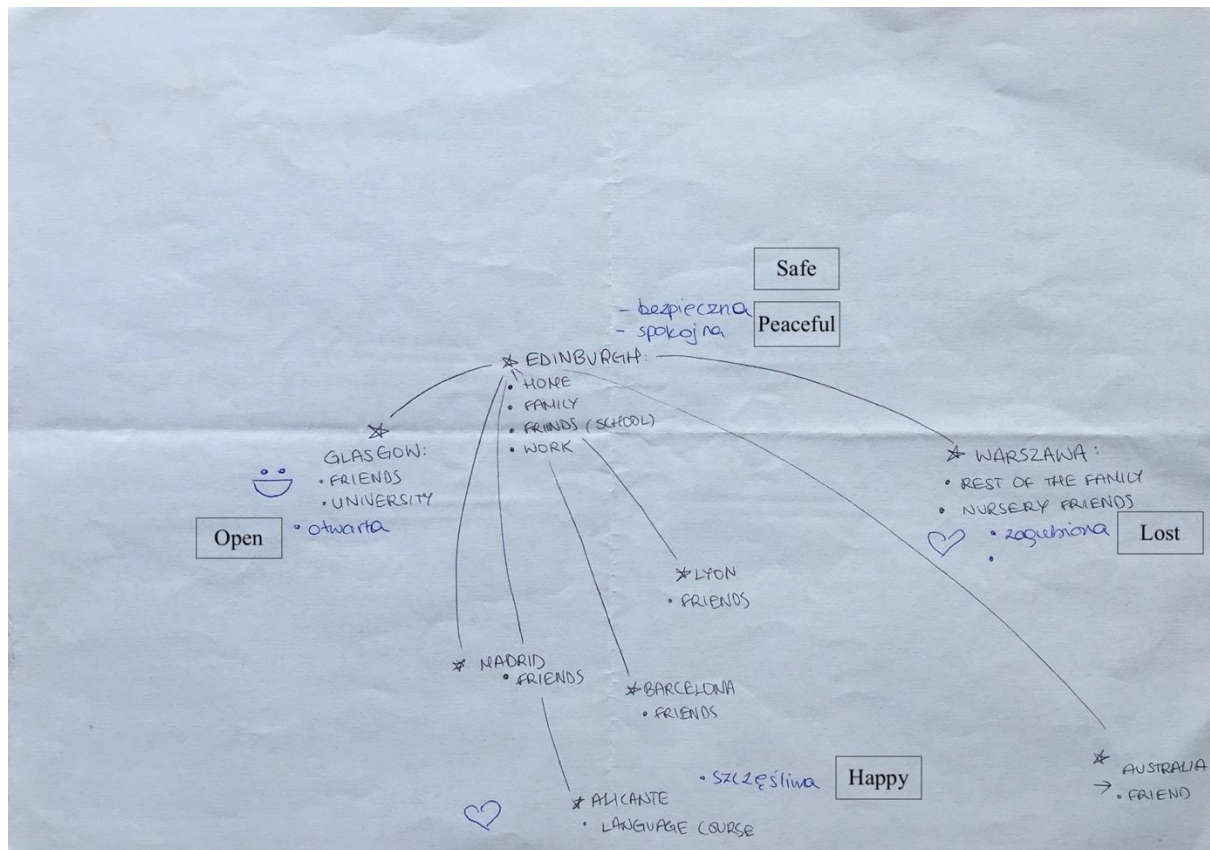 Safe
- bezpieczna
Peaceful
- spokojna
EDINBURGH:
• HOME
• FAMILY
• FRINDS (SCHOOL)
• WORK
GLASGOW:
• FRIENDS
• UNIVERSITY
• otwarta
Open
WARSZAWA:
• REST OF THE FAMILY
• NURSERY FRIENDS
• zagubiona
Lost
LYON
• FRIENDS
MADRID
• FRIENDS
BARCELONA
• FRIENDS
• szczęśliwa
Happy
ALICANTE
• LANGUAGE COURSE
AUSTRALIA
→ • FRIEND